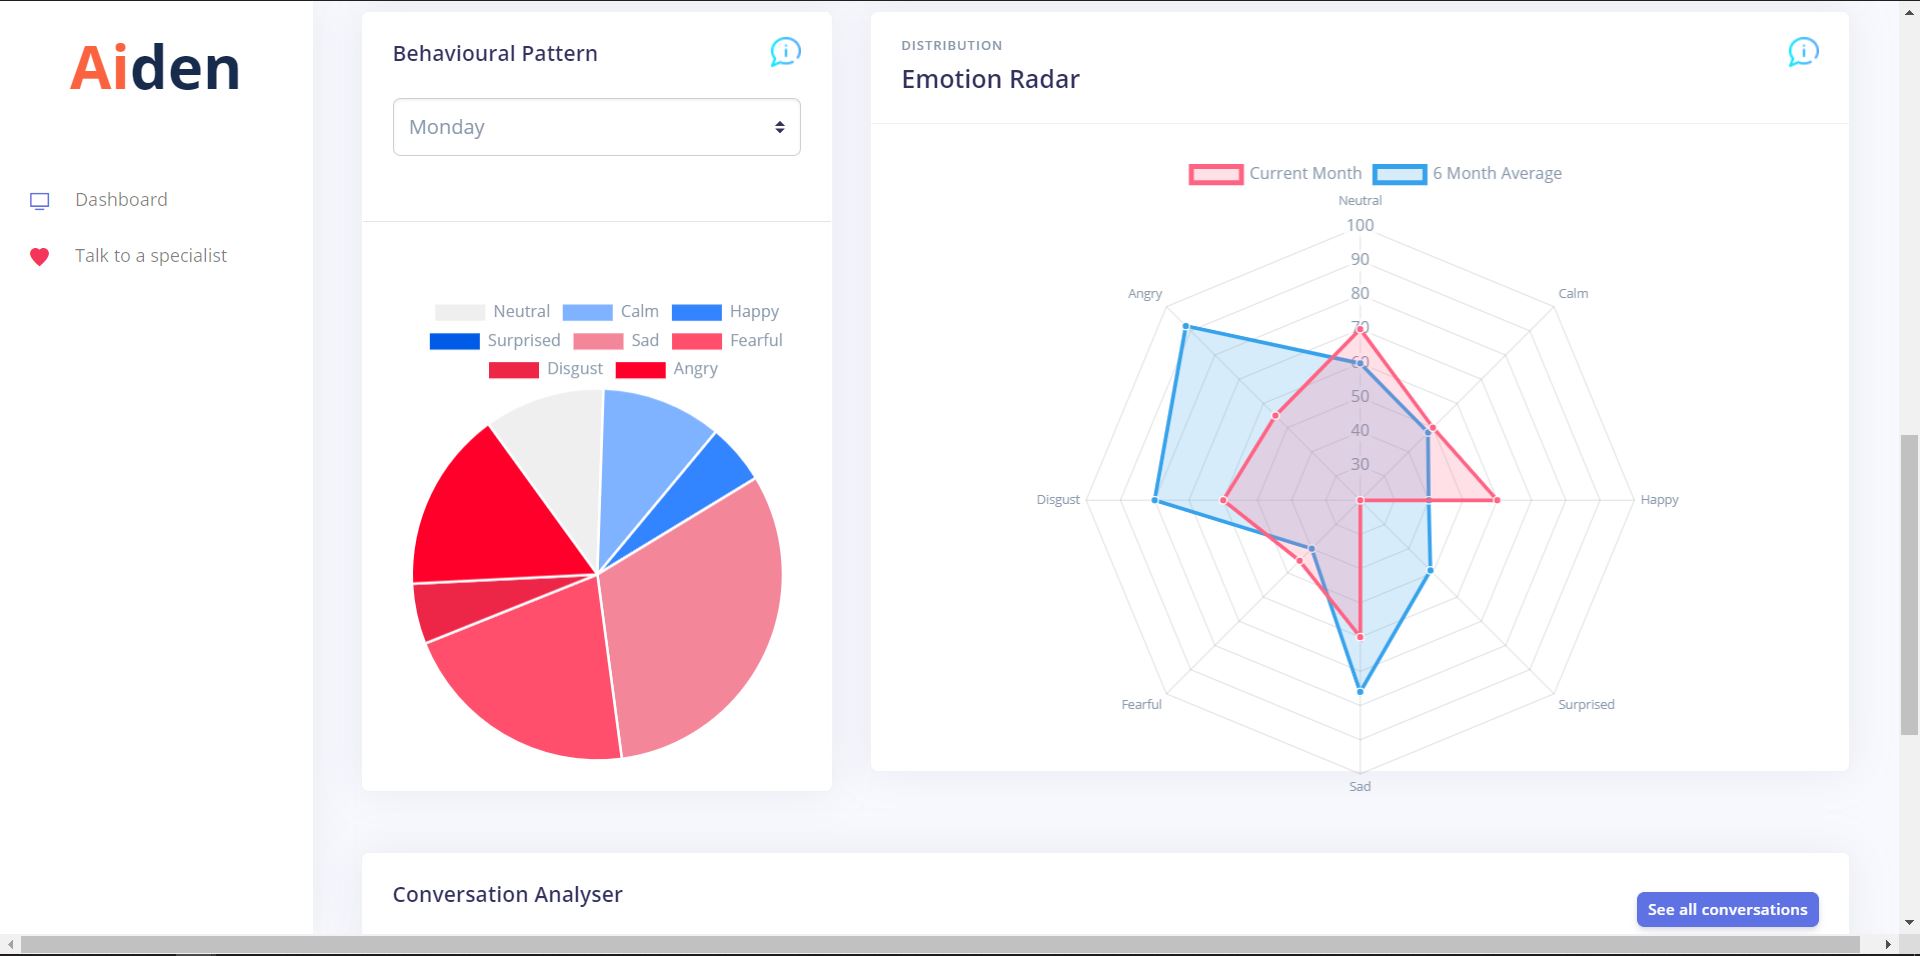 Aiden
Dashboard
Talk to a specialist
Behavioural Pattern
Monday
Neutral Calm Happy
Surprised Sad Fearful
Disgust Angry
DISTRIBUTION
Emotion Radar
Current Month 6 Month Average
Neutral
100
90
80
70
60
50
40
30
Angry
Calm
Disgust
Happy
Fearful
Surprised
Sad
Conversation Analyser
See all conversations